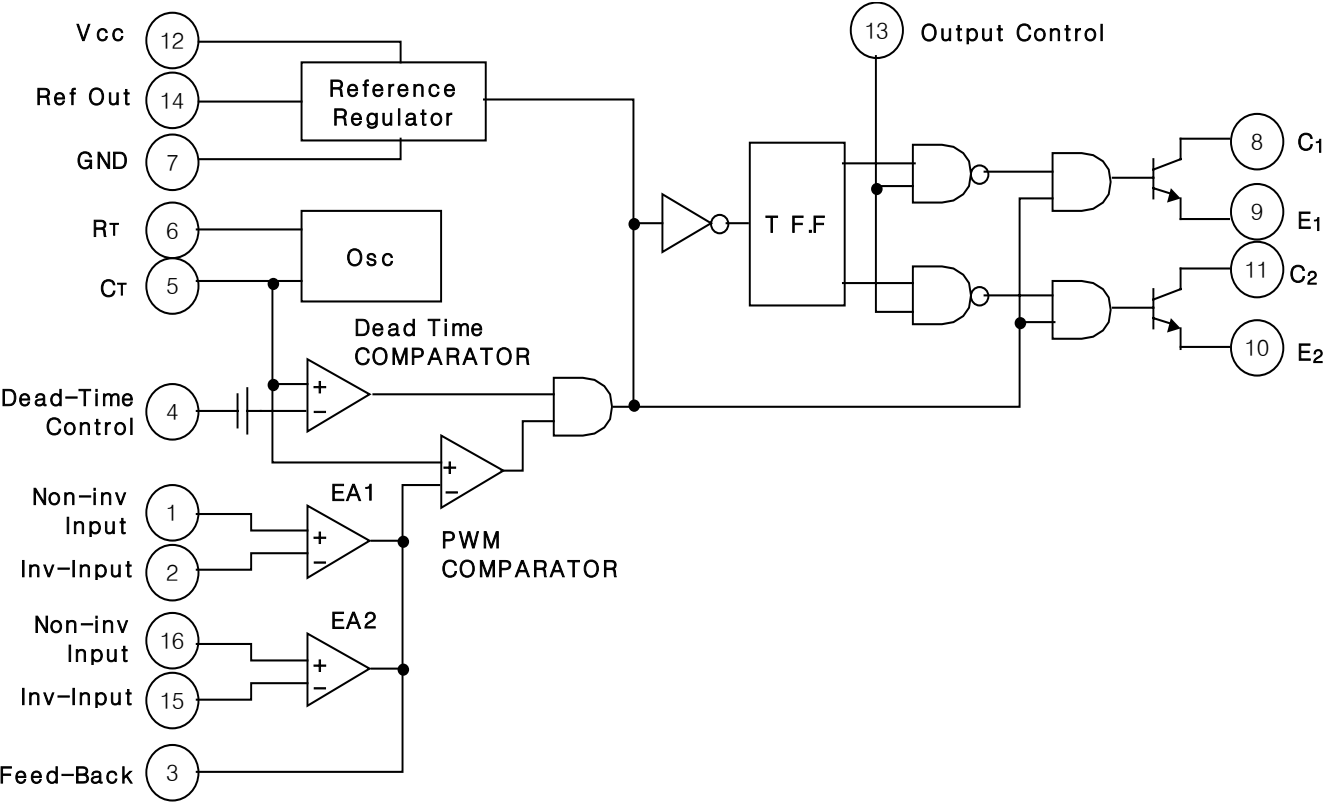 Vcc
12
Ref Out
14
GND
7
RT
6
CT
5
Reference
Regulator
Osc
Dead Time
COMPARATOR
Dead-Time
Control
4
+
−
+
−
PWM
COMPARATOR
Non-inv
Input
1
Inv-Input
2
EA1
+
−
Non-inv
Input
16
Inv-Input
15
EA2
+
−
Feed-Back
3
13
Output Control
T F.F
8
C1
9
E1
11
C2
10
E2